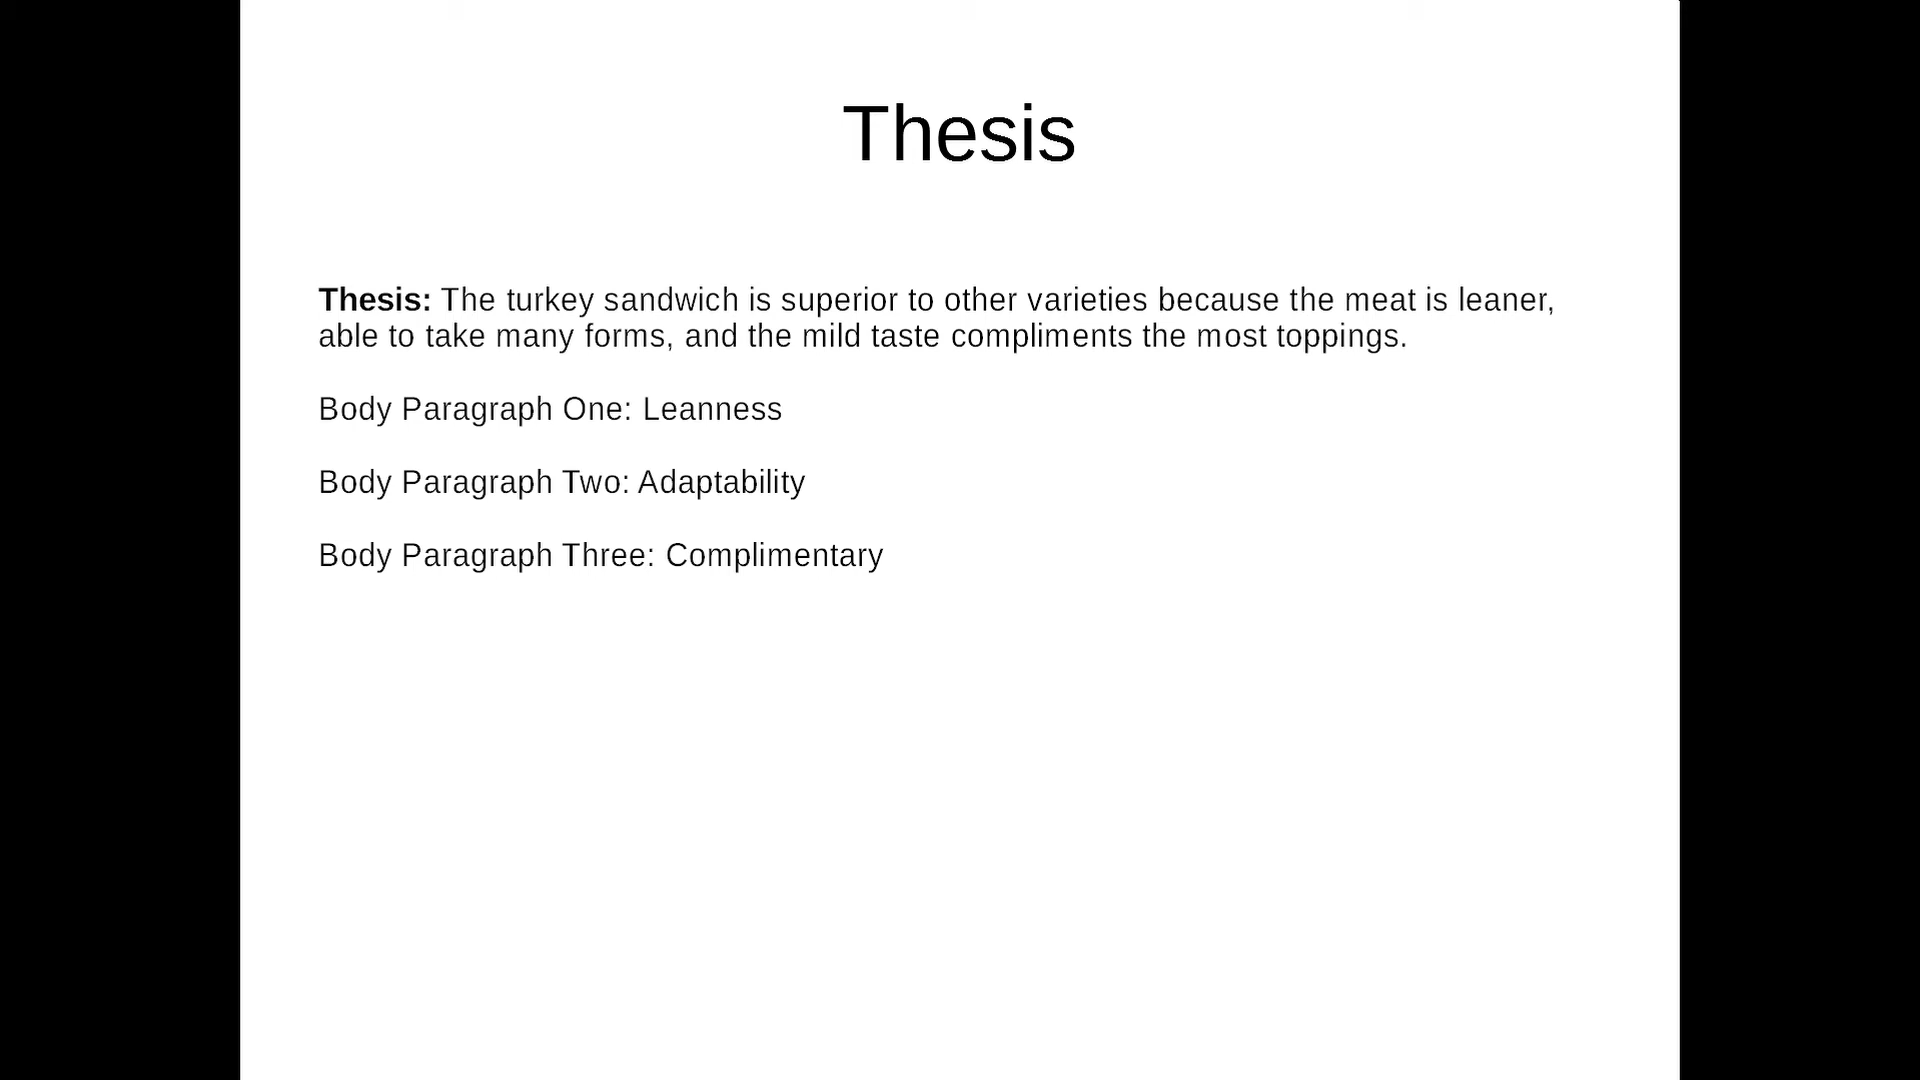 Thesis
Thesis: The turkey sandwich is superior to other varieties because the meat is leaner,
able to take many forms, and the mild taste compliments the most toppings.
Body Paragraph One: Leanness
Body Paragraph Two: Adaptability
Body Paragraph Three: Complimentary